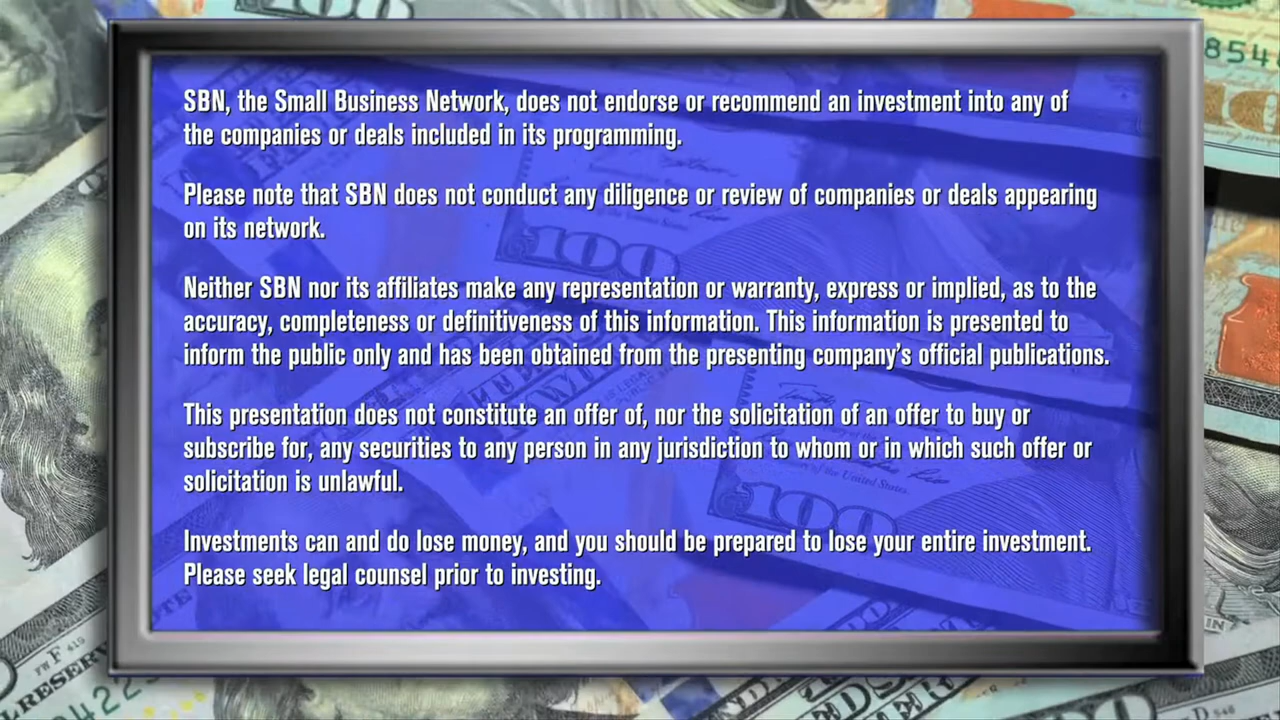 SBN, the Small Business Network, does not endorse or recommend an investment into any of
the companies or deals included in its programming.
Please note that SBN does not conduct any diligence or review of companies or deals appearing
on its network.
Neither SBN nor its affiliates make any representation or warranty, express or implied, as to the
accuracy, completeness or definitiveness of this information. This information is presented to
inform the public only and has been obtained from the presenting company's official publications.
This presentation does not constitute an offer of, nor the solicitation of an offer to buy or
subscribe for, any securities to any person in any jurisdiction to whom or in which such offer or
solicitation is unlawful.
Investments can and do lose money, and you should be prepared to lose your entire investment.
Please seek legal counsel prior to investing.
100
100
854